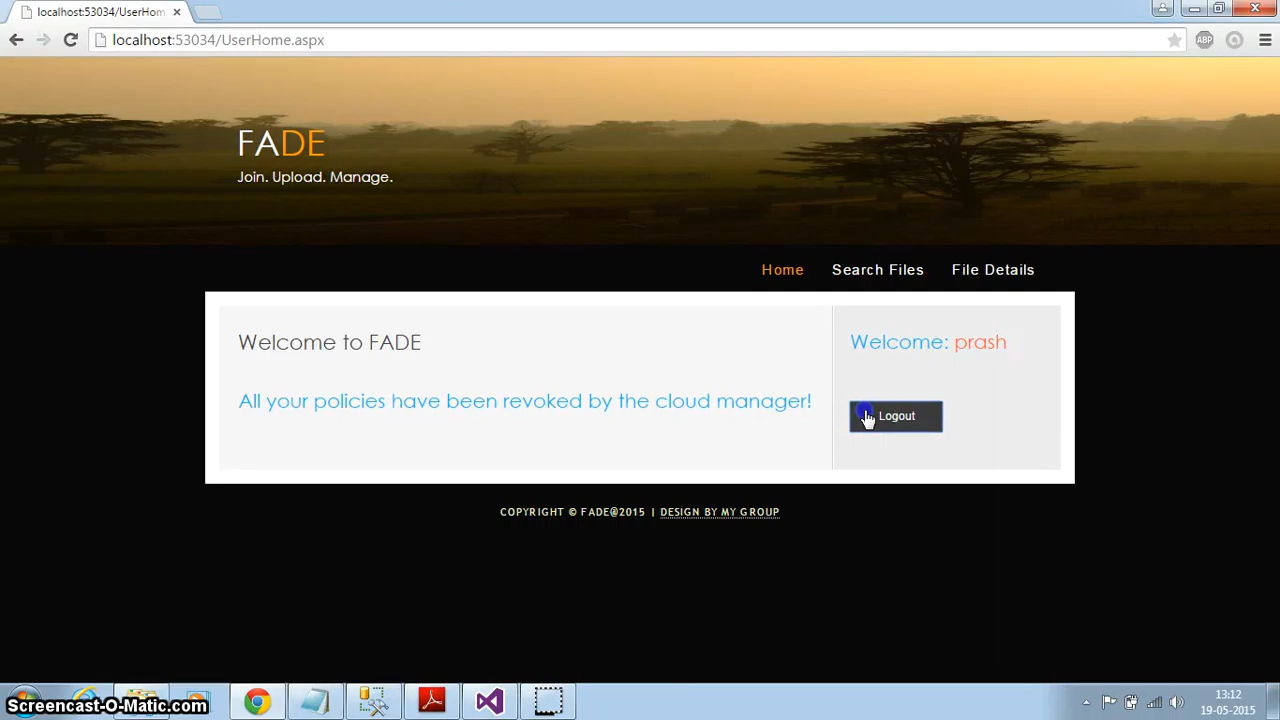 localhost:53034/UserHom
localhost:53034/UserHome.aspx
ABP
FADE
Join. Upload. Manage.
Home Search Files File Details
Welcome to FADE
Welcome: prash
All your policies have been revoked by the cloud manager!
Logout
COPYRIGHT © FADE@2015 | DESIGN BY MY GROUP
Screencast-O-Matic.com
13:12
19-05-2015